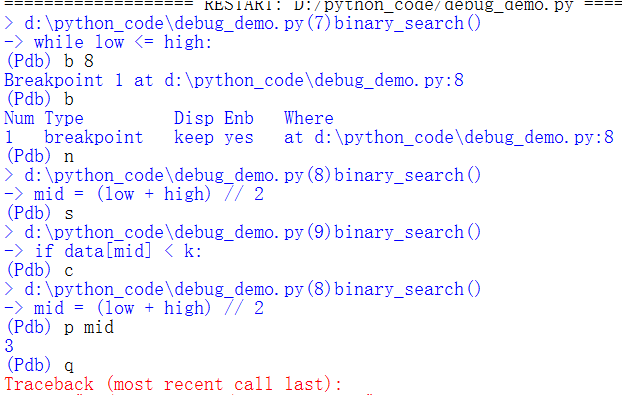 =================== RESTART: D:/python_code/debug_demo.py ====
> d:\python_code\debug_demo.py(7)binary_search()
-> while low <= high:
(Pdb) b 8
Breakpoint 1 at d:\python_code\debug_demo.py:8
(Pdb) b
Num Type         Disp Enb   Where
1   breakpoint   keep yes   at d:\python_code\debug_demo.py:8
(Pdb) n
> d:\python_code\debug_demo.py(8)binary_search()
-> mid = (low + high) // 2
(Pdb) s
> d:\python_code\debug_demo.py(9)binary_search()
-> if data[mid] < k:
(Pdb) c
> d:\python_code\debug_demo.py(8)binary_search()
-> mid = (low + high) // 2
(Pdb) p mid
3
(Pdb) q
Traceback (most recent call last):